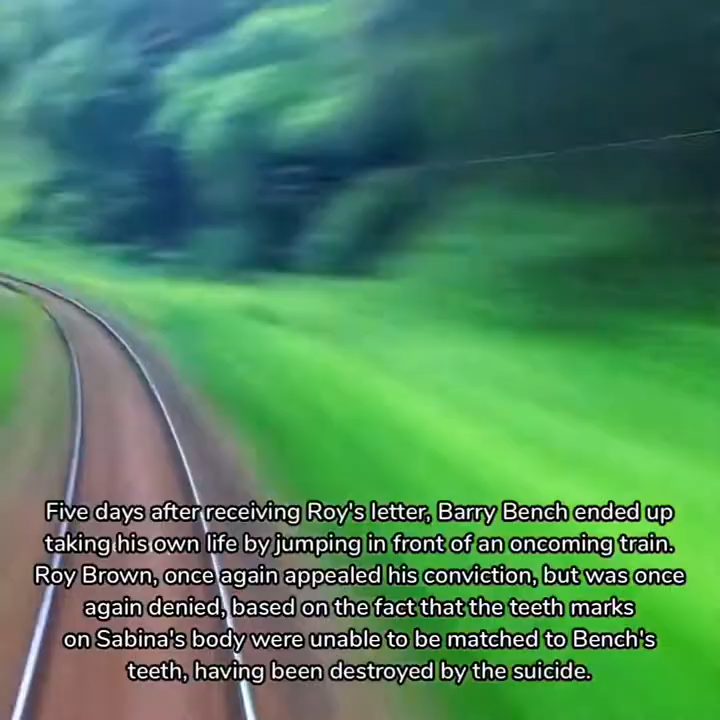 Five days after receiving Roy's letter, Barry Bench ended up
taking his own life by jumping in front of an oncoming train.
Roy Brown, once again appealed his conviction, but was once
again denied, based on the fact that the teeth marks
on Sabina's body were unable to be matched to Bench's
teeth, having been destroyed by the suicide.